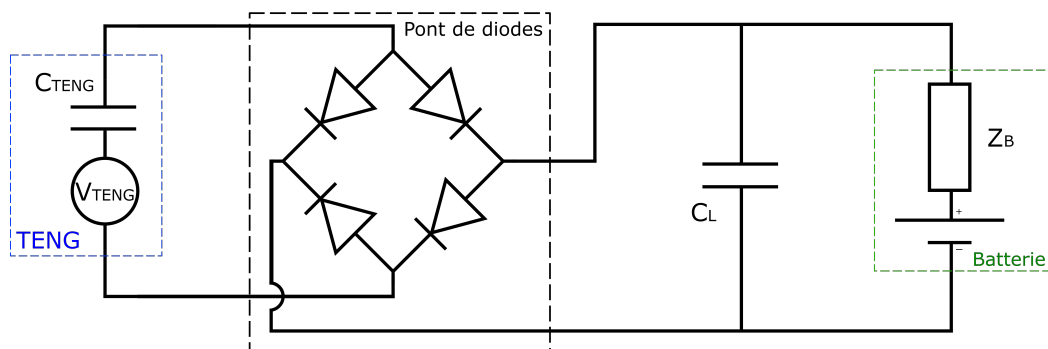 Pont de diodes
CTENG
VTENG
TENG
CL
ZB
+
−
Batterie